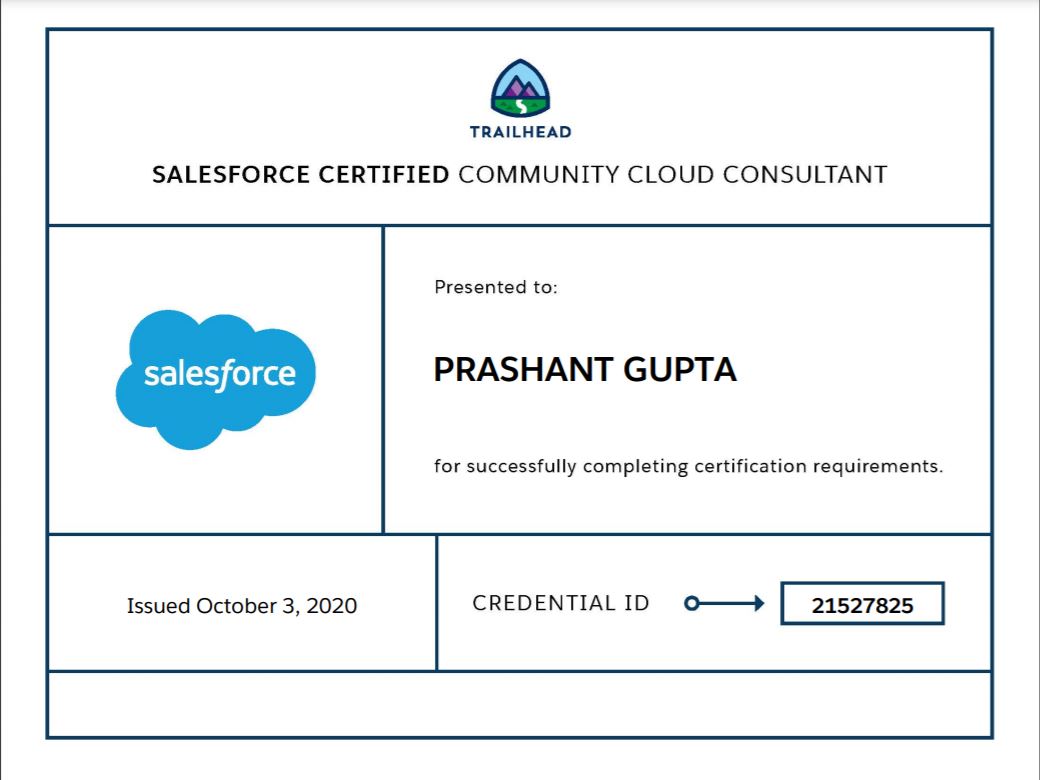 TRAILHEAD
SALESFORCE CERTIFIED COMMUNITY CLOUD CONSULTANT
salesforce
Presented to:
PRASHANT GUPTA
for successfully completing certification requirements.
Issued October 3, 2020
CREDENTIAL ID
21527825